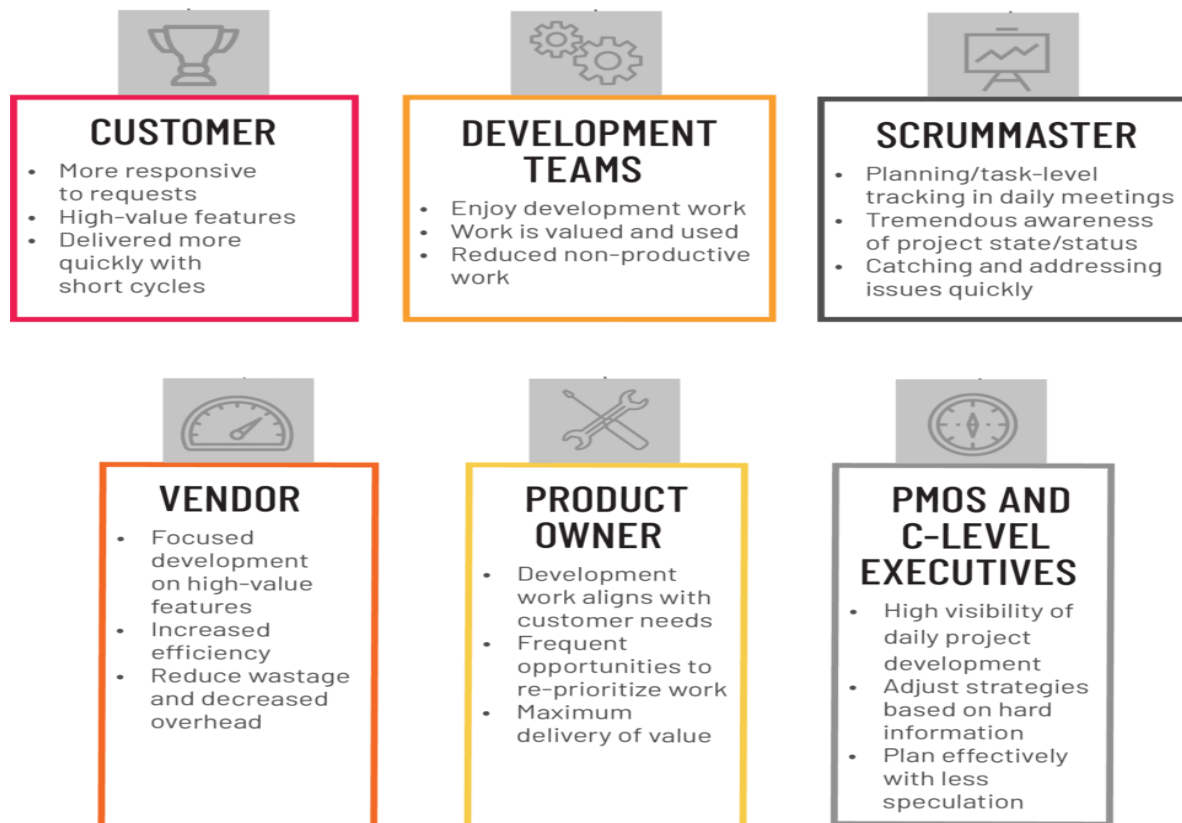 CUSTOMER
• More responsive
to requests
• High-value features
• Delivered more
quickly with
short cycles
DEVELOPMENT
TEAMS
• Enjoy development work
• Work is valued and used
• Reduced non-productive
work
SCRUMMASTER
• Planning/task-level
tracking in daily meetings
• Tremendous awareness
of project state/status
• Catching and addressing
issues quickly
VENDOR
• Focused
development
on high-value
features
• Increased
efficiency
• Reduce wastage
and decreased
overhead
PRODUCT
OWNER
• Development
work aligns with
customer needs
• Frequent
opportunities to
re-prioritize work
• Maximum
delivery of value
PMOS AND
C-LEVEL
EXECUTIVES
• High visibility of
daily project
development
• Adjust strategies
based on hard
information
• Plan effectively
with less
speculation